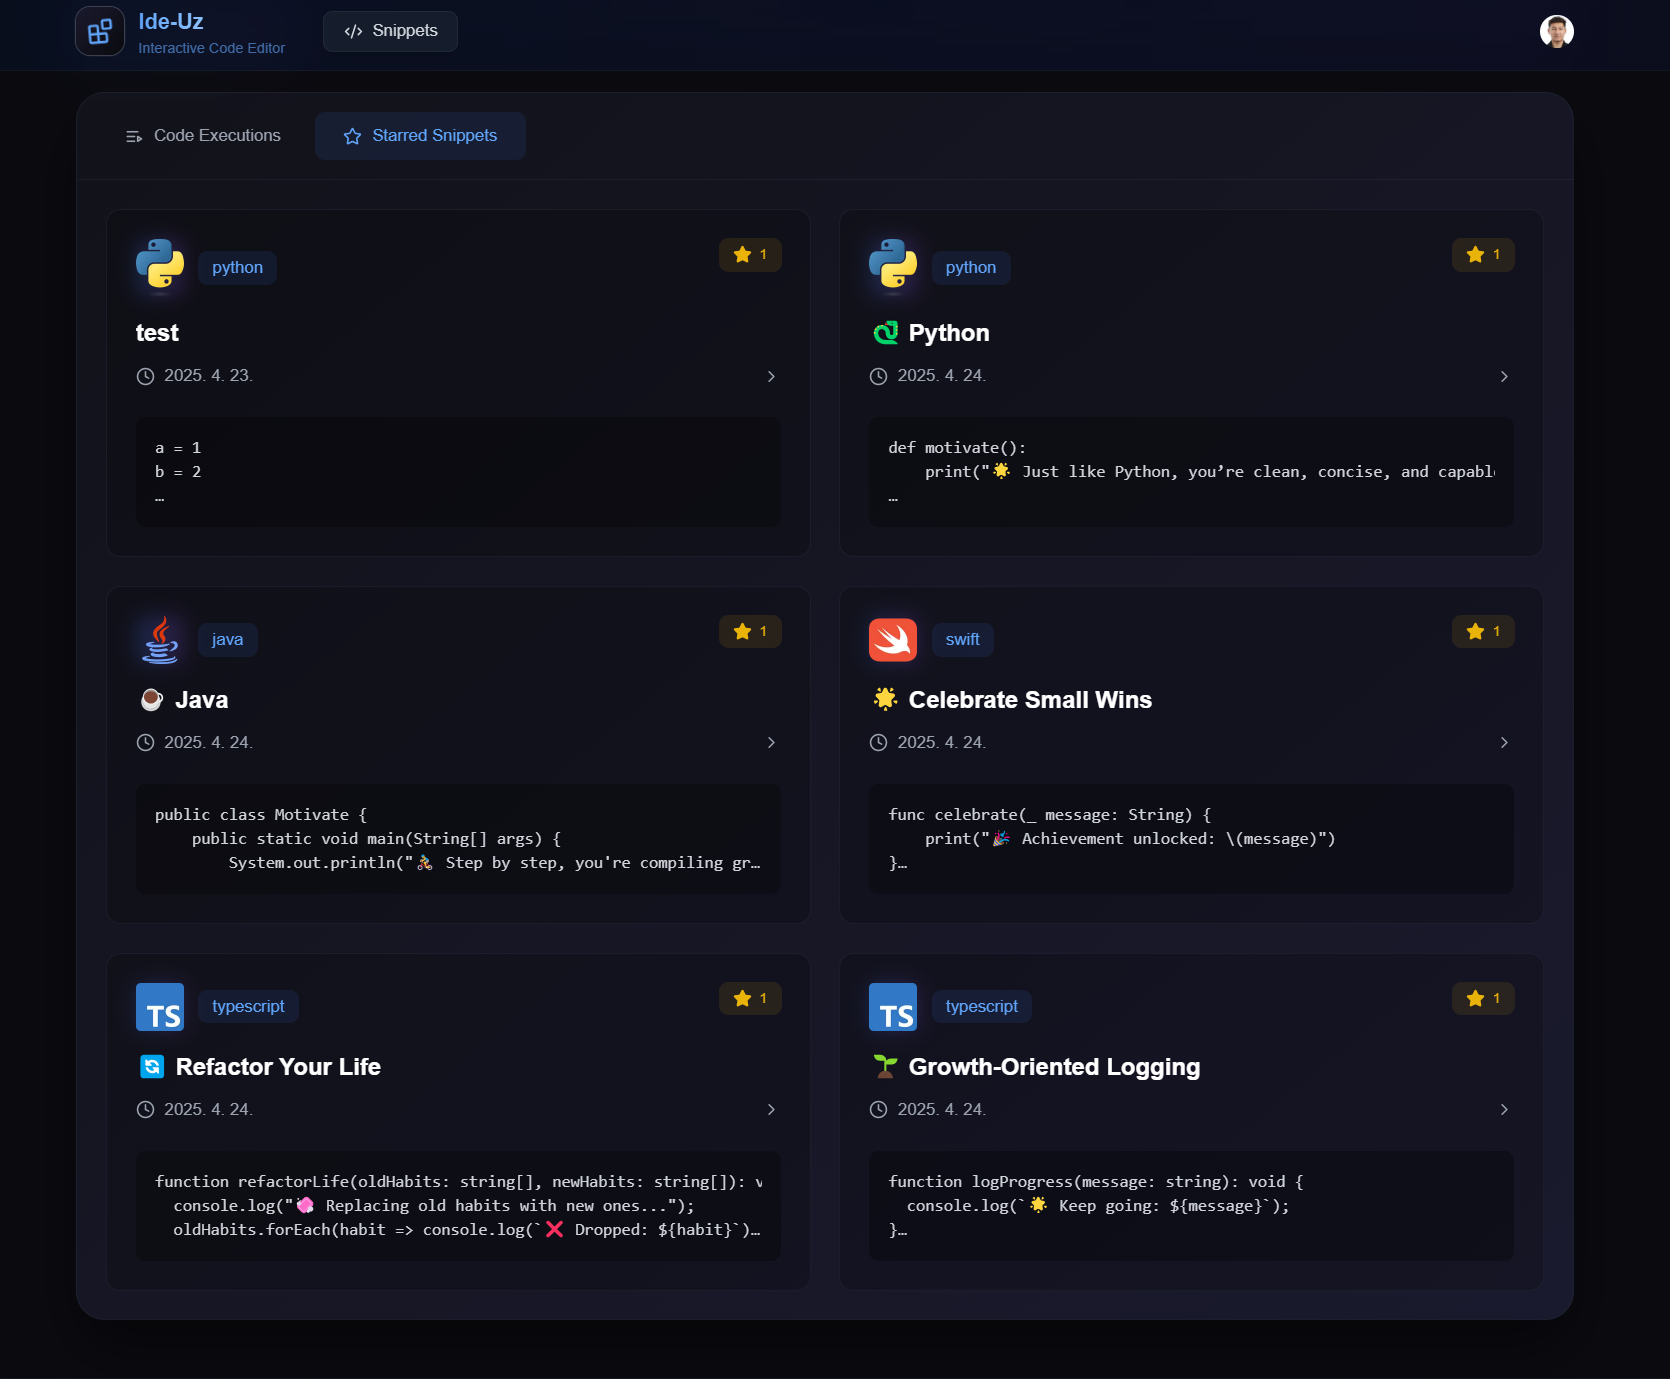 Ide-Uz
Interactive Code Editor
</> Snippets
Code Executions
Starred Snippets
python
1
test
2025. 4. 23.
a = 1
b = 2
…
python
1
Python
2025. 4. 24.
def motivate():
    print("🌟 Just like Python, you’re clean, concise, and capabl
…
java
1
Java
2025. 4. 24.
public class Motivate {
    public static void main(String[] args) {
        System.out.println("🚴 Step by step, you're compiling gr…
swift
1
Celebrate Small Wins
2025. 4. 24.
func celebrate(_ message: String) {
    print("🎉 Achievement unlocked: \(message)")
}…
TS
typescript
1
Refactor Your Life
2025. 4. 24.
function refactorLife(oldHabits: string[], newHabits: string[]): v
  console.log("🧼 Replacing old habits with new ones...");
  oldHabits.forEach(habit => console.log(`❌ Dropped: ${habit}`)…
TS
typescript
1
Growth-Oriented Logging
2025. 4. 24.
function logProgress(message: string): void {
  console.log(`🌟 Keep going: ${message}`);
}…